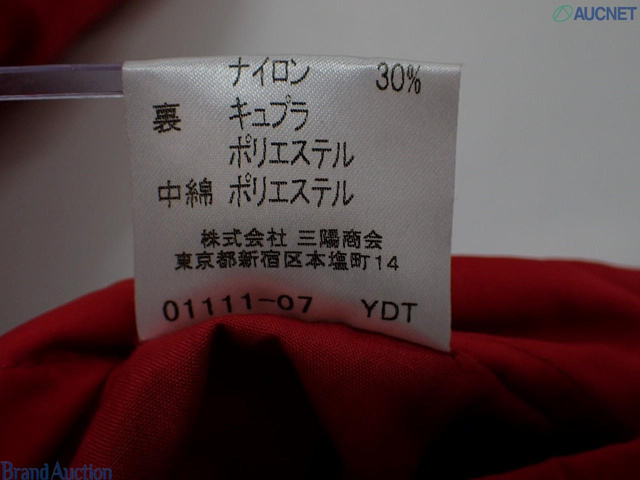 AUCNET
ナイロン 30%
裏 キュプラ
ポリエステル
中綿 ポリエステル
株式会社 三陽商会
東京都新宿区本塩町14
01111-07 YDT
Brand Auction